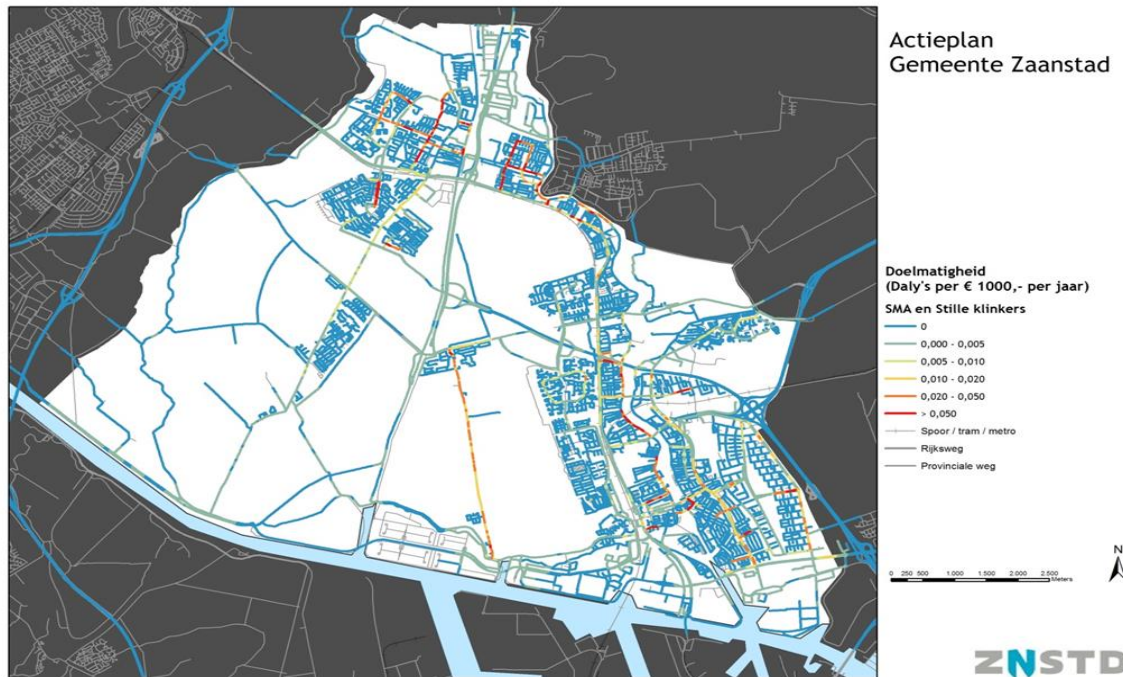 Actieplan
Gemeente Zaanstad
Doelmatigheid
(Daly's per € 1000,- per jaar)
SMA en Stille klinkers
0
0,000 - 0,005
0,005 - 0,010
0,010 - 0,020
0,020 - 0,050
> 0,050
Spoor / tram / metro
Rijksweg
Provinciale weg
N
0 250 500 1.000 1.500 2.000 2.500
Meters
ZNSTD